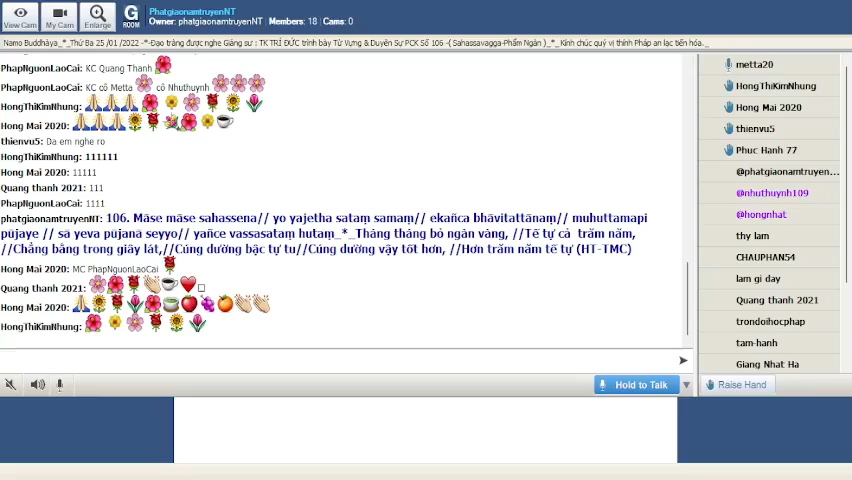 PhatgiaonamtruyenNT
Owner: phatgiaonamtruyenNT | Members: 18 | Cams: 0
View Cam
My Cam
Enlarge
G ROOM
Namo Buddhàya_*_Thứ Ba 25 /01 /2022 -*-Đạo tràng được nghe Giảng sư : TK TRÍ ĐỨC trình bày Từ Vựng & Duyên Sự PCK Số 106 -( Sahassavagga-Phẩm Ngàn )_*_Kính chúc quý vị thính Pháp an lạc tiến hóa._
PhapNguonLaoCai: KC Quang Thanh
PhapNguonLaoCai: KC cô Metta cô Nhuthuynh
HongThiKimNhung:
Hong Mai 2020:
thienvu5: Da em nghe ro
HongThiKimNhung: 111111
Hong Mai 2020: 11111
Quang thanh 2021: 111
PhapNguonLaoCai: 1111
phatgiaonamtruyenNT: 106. Māse māse sahassena// yo yajetha sataṃ samaṃ// ekañca bhāvitattānaṃ// muhuttamapi
pūjaye // sā yeva pūjanā seyyo// yañce vassasataṃ hutaṃ_*_Tháng tháng bỏ ngàn vàng, //Tế tự cả trăm năm,
//Chẳng bằng trong giây lát,//Cúng dường bậc tự tu//Cúng dường vậy tốt hơn, //Hơn trăm năm tế tự (HT-TMC)
Hong Mai 2020: MC PhapNguonLaoCai
Quang thanh 2021:
Hong Mai 2020:
HongThiKimNhung:
metta20
HongThiKimNhung
Hong Mai 2020
thienvu5
Phuc Hanh 77
@phatgiaonamtruyen...
@nhuthuynh109
@hongnhat
thy lam
CHAUPHAN54
lam gi day
Quang thanh 2021
trondoihocphap
tam-hanh
Giang Nhat Ha
Hold to Talk
Raise Hand